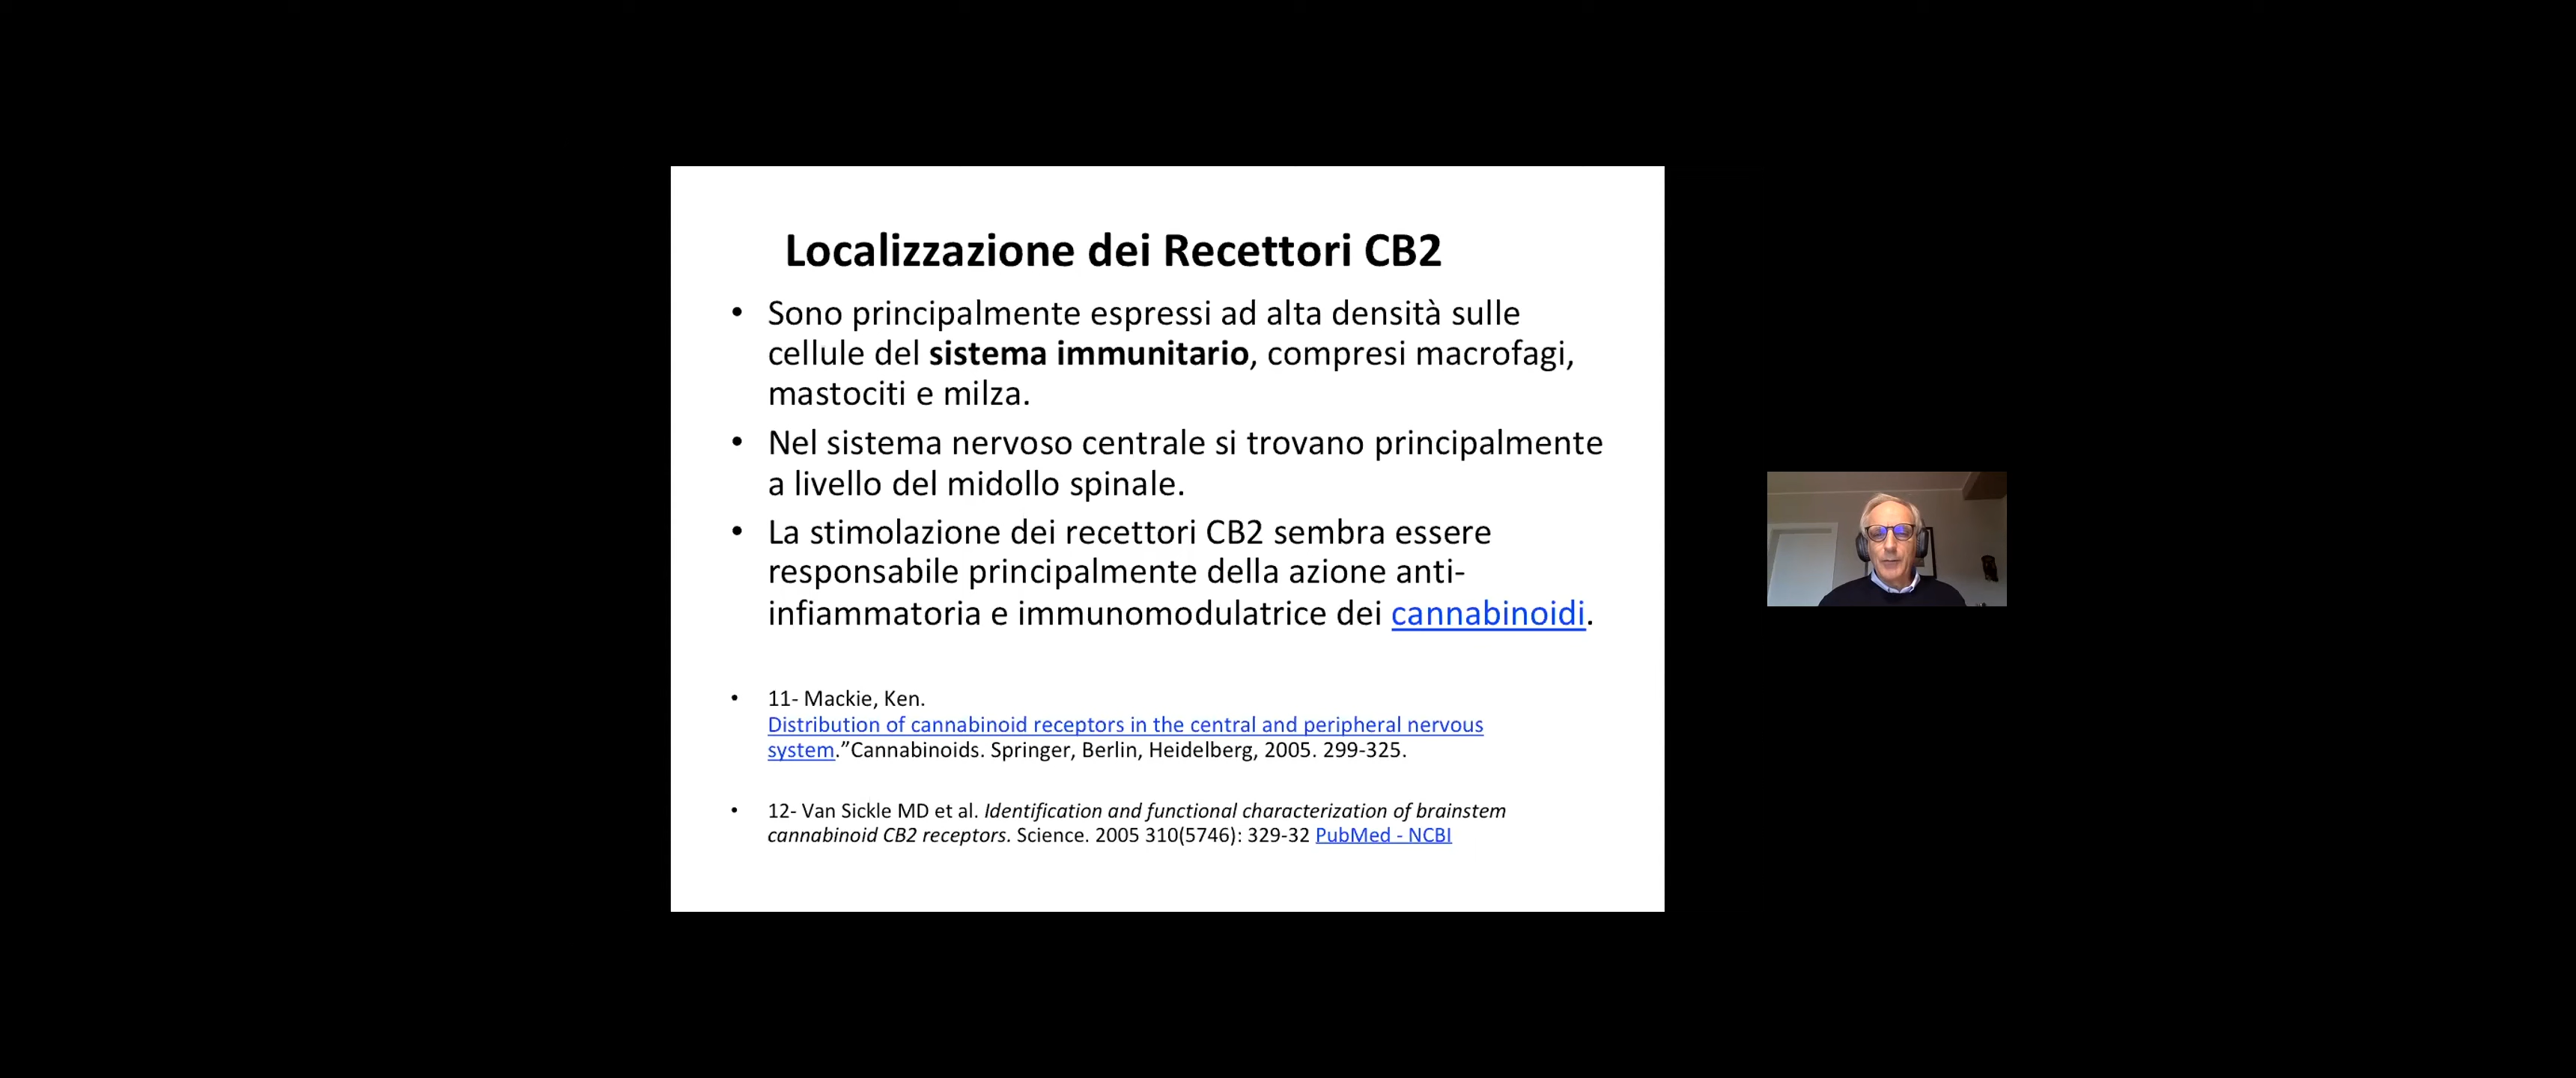 Localizzazione dei Recettori CB2
• Sono principalmente espressi ad alta densità sulle
cellule del sistema immunitario, compresi macrofagi,
mastociti e milza.
• Nel sistema nervoso centrale si trovano principalmente
a livello del midollo spinale.
• La stimolazione dei recettori CB2 sembra essere
responsabile principalmente della azione anti-
infiammatoria e immunomodulatrice dei cannabinoidi.
• 11- Mackie, Ken.
Distribution of cannabinoid receptors in the central and peripheral nervous
system.”Cannabinoids. Springer, Berlin, Heidelberg, 2005. 299-325.
• 12- Van Sickle MD et al. Identification and functional characterization of brainstem
cannabinoid CB2 receptors. Science. 2005 310(5746): 329-32 PubMed - NCBI